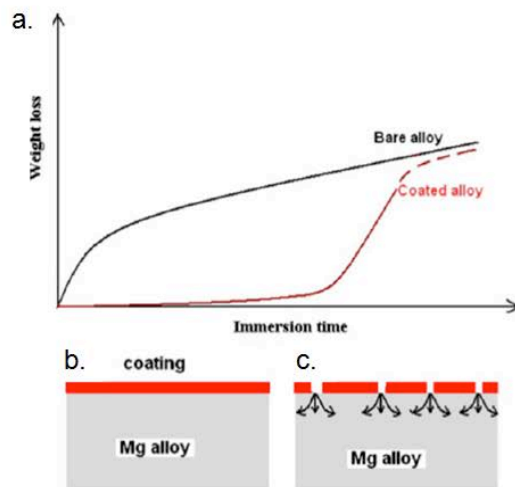 a.
Weight loss
Bare alloy
Coated alloy
Immersion time
b.
coating
Mg alloy
c.
Mg alloy